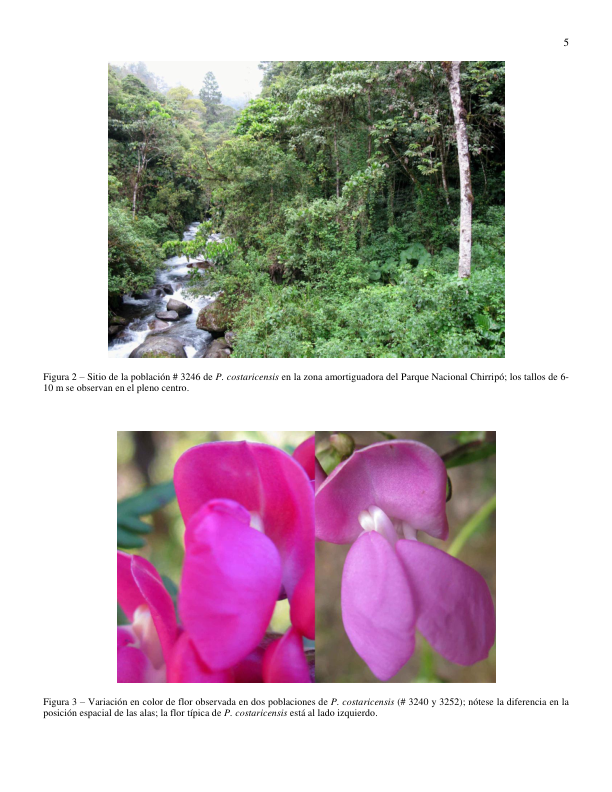 5
Figura 2 – Sitio de la población # 3246 de P. costaricensis en la zona amortiguadora del Parque Nacional Chirripó; los tallos de 6-
10 m se observan en el pleno centro.
Figura 3 – Variación en color de flor observada en dos poblaciones de P. costaricensis (# 3240 y 3252); nótese la diferencia en la
posición espacial de las alas; la flor típica de P. costaricensis está al lado izquierdo.